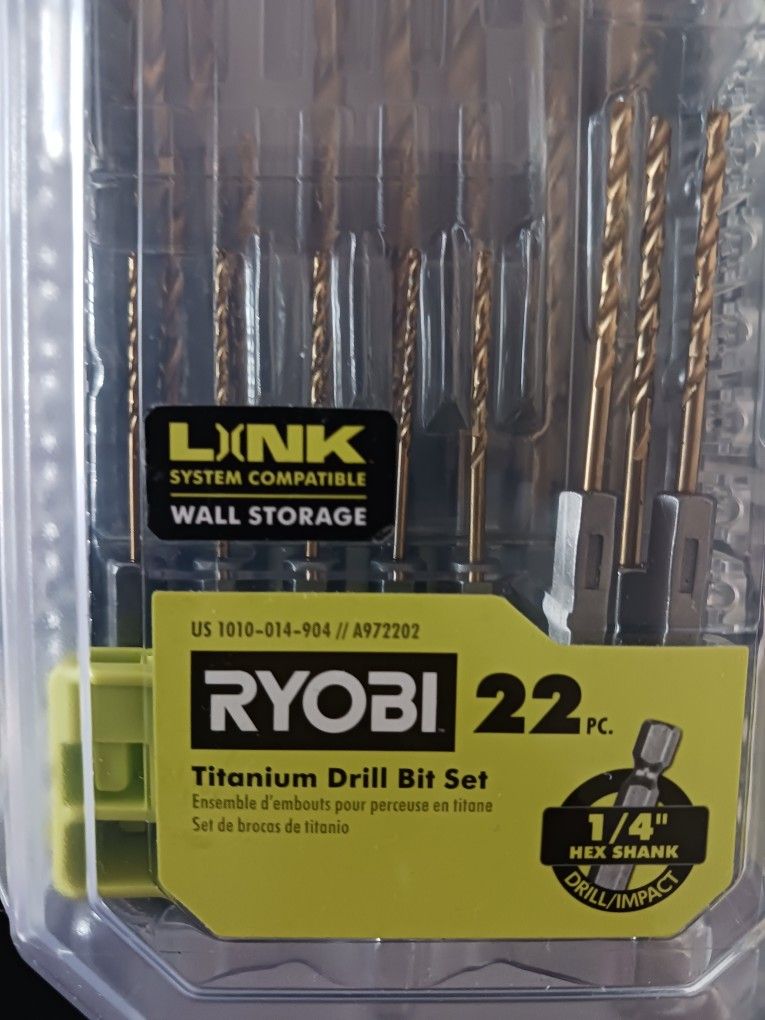 LINK
SYSTEM COMPATIBLE
WALL STORAGE
US 1010-014-904 // A972202
RYOBI
22 PC.
Titanium Drill Bit Set
Ensemble d'embouts pour perceuse en titane
Set de brocas de titanio
1/4"
HEX SHANK
DRILL/IMPACT